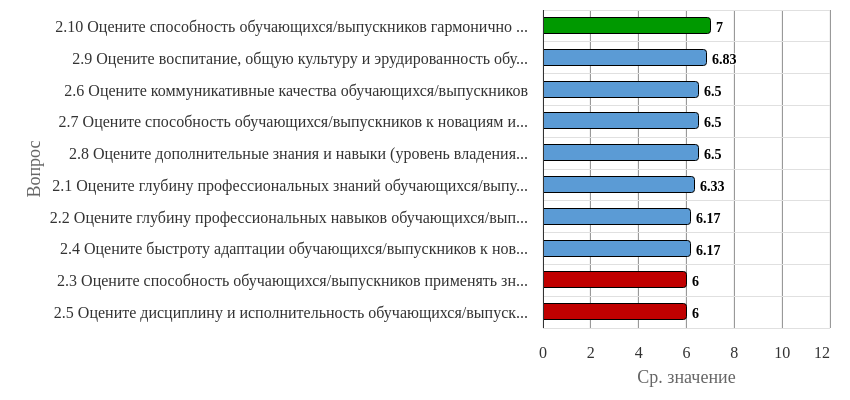 2.10 Оцените способность обучающихся/выпускников гармонично ... 7
2.9 Оцените воспитание, общую культуру и эрудированность обу... 6.83
2.6 Оцените коммуникативные качества обучающихся/выпускников 6.5
2.7 Оцените способность обучающихся/выпускников к новациям и... 6.5
2.8 Оцените дополнительные знания и навыки (уровень владения... 6.5
2.1 Оцените глубину профессиональных знаний обучающихся/выпу... 6.33
2.2 Оцените глубину профессиональных навыков обучающихся/вып... 6.17
2.4 Оцените быстроту адаптации обучающихся/выпускников к нов... 6.17
2.3 Оцените способность обучающихся/выпускников применять зн... 6
2.5 Оцените дисциплину и исполнительность обучающихся/выпуск... 6
Вопрос
0 2 4 6 8 10 12
Ср. значение